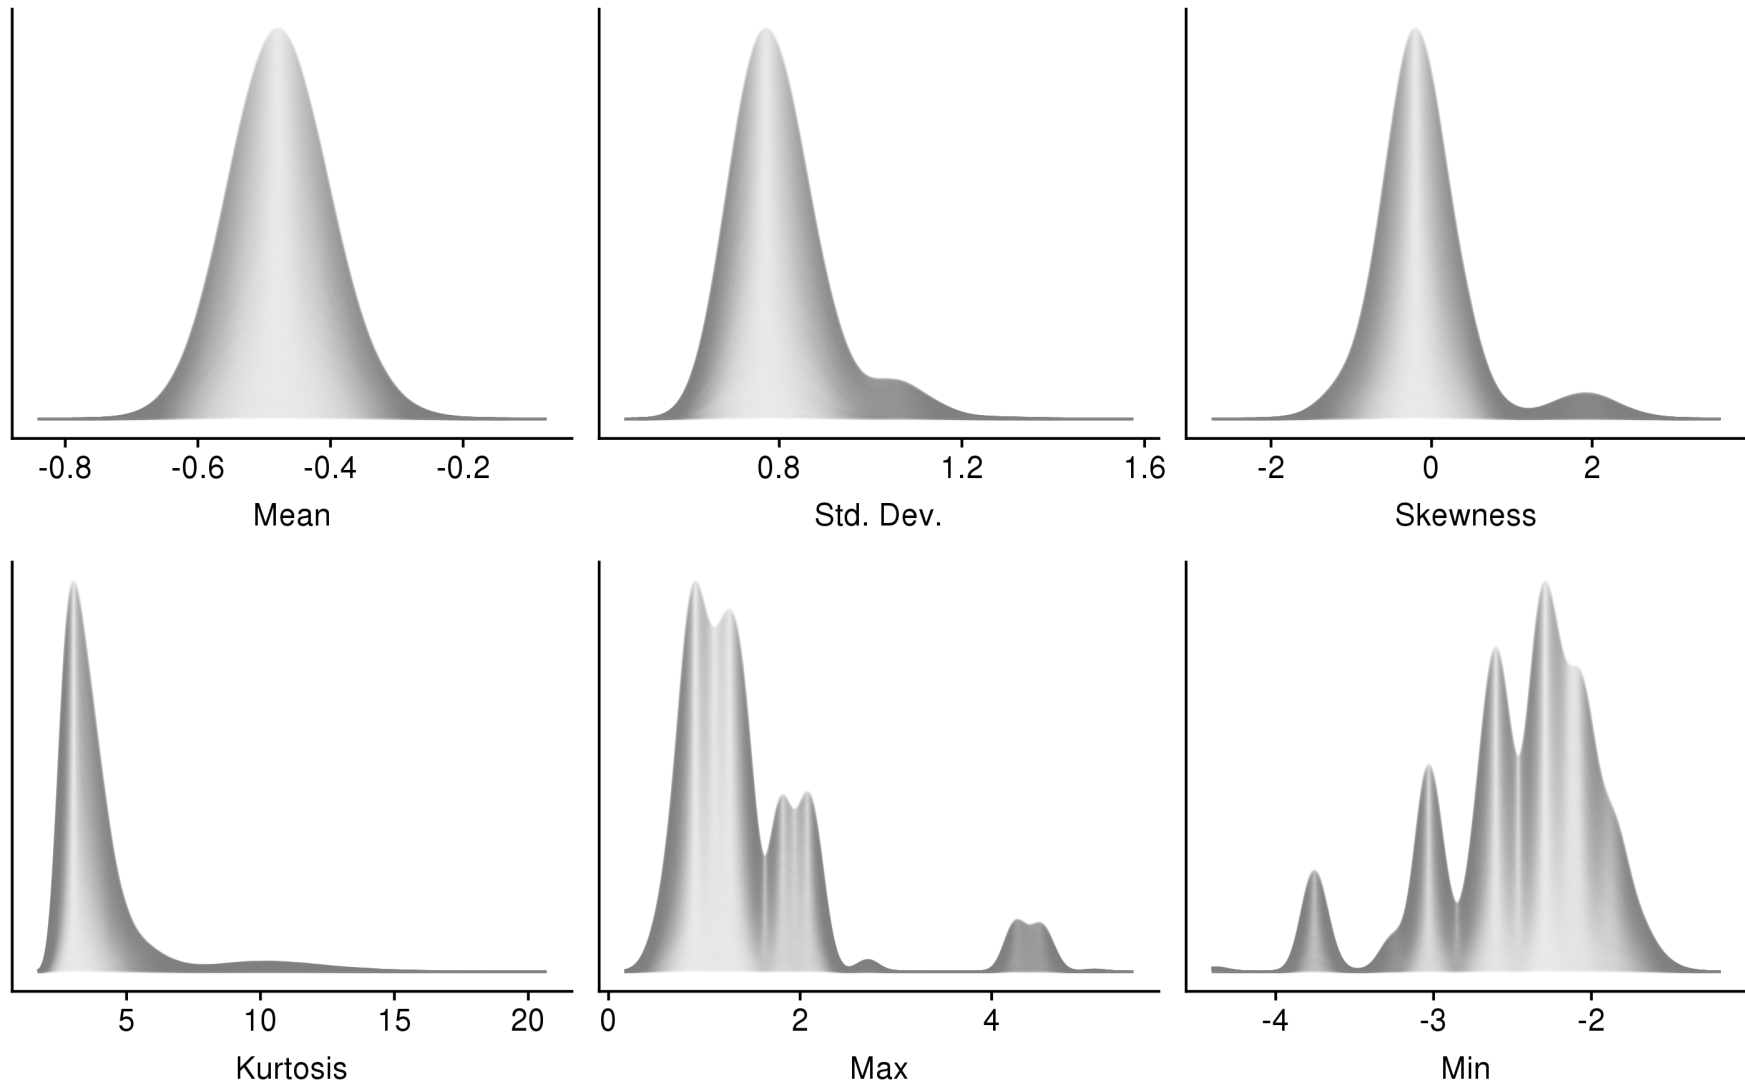 -0.8 -0.6 -0.4 -0.2
Mean
0.8 1.2 1.6
Std. Dev.
-2 0 2
Skewness
5 10 15 20
Kurtosis
0 2 4
Max
-4 -3 -2
Min